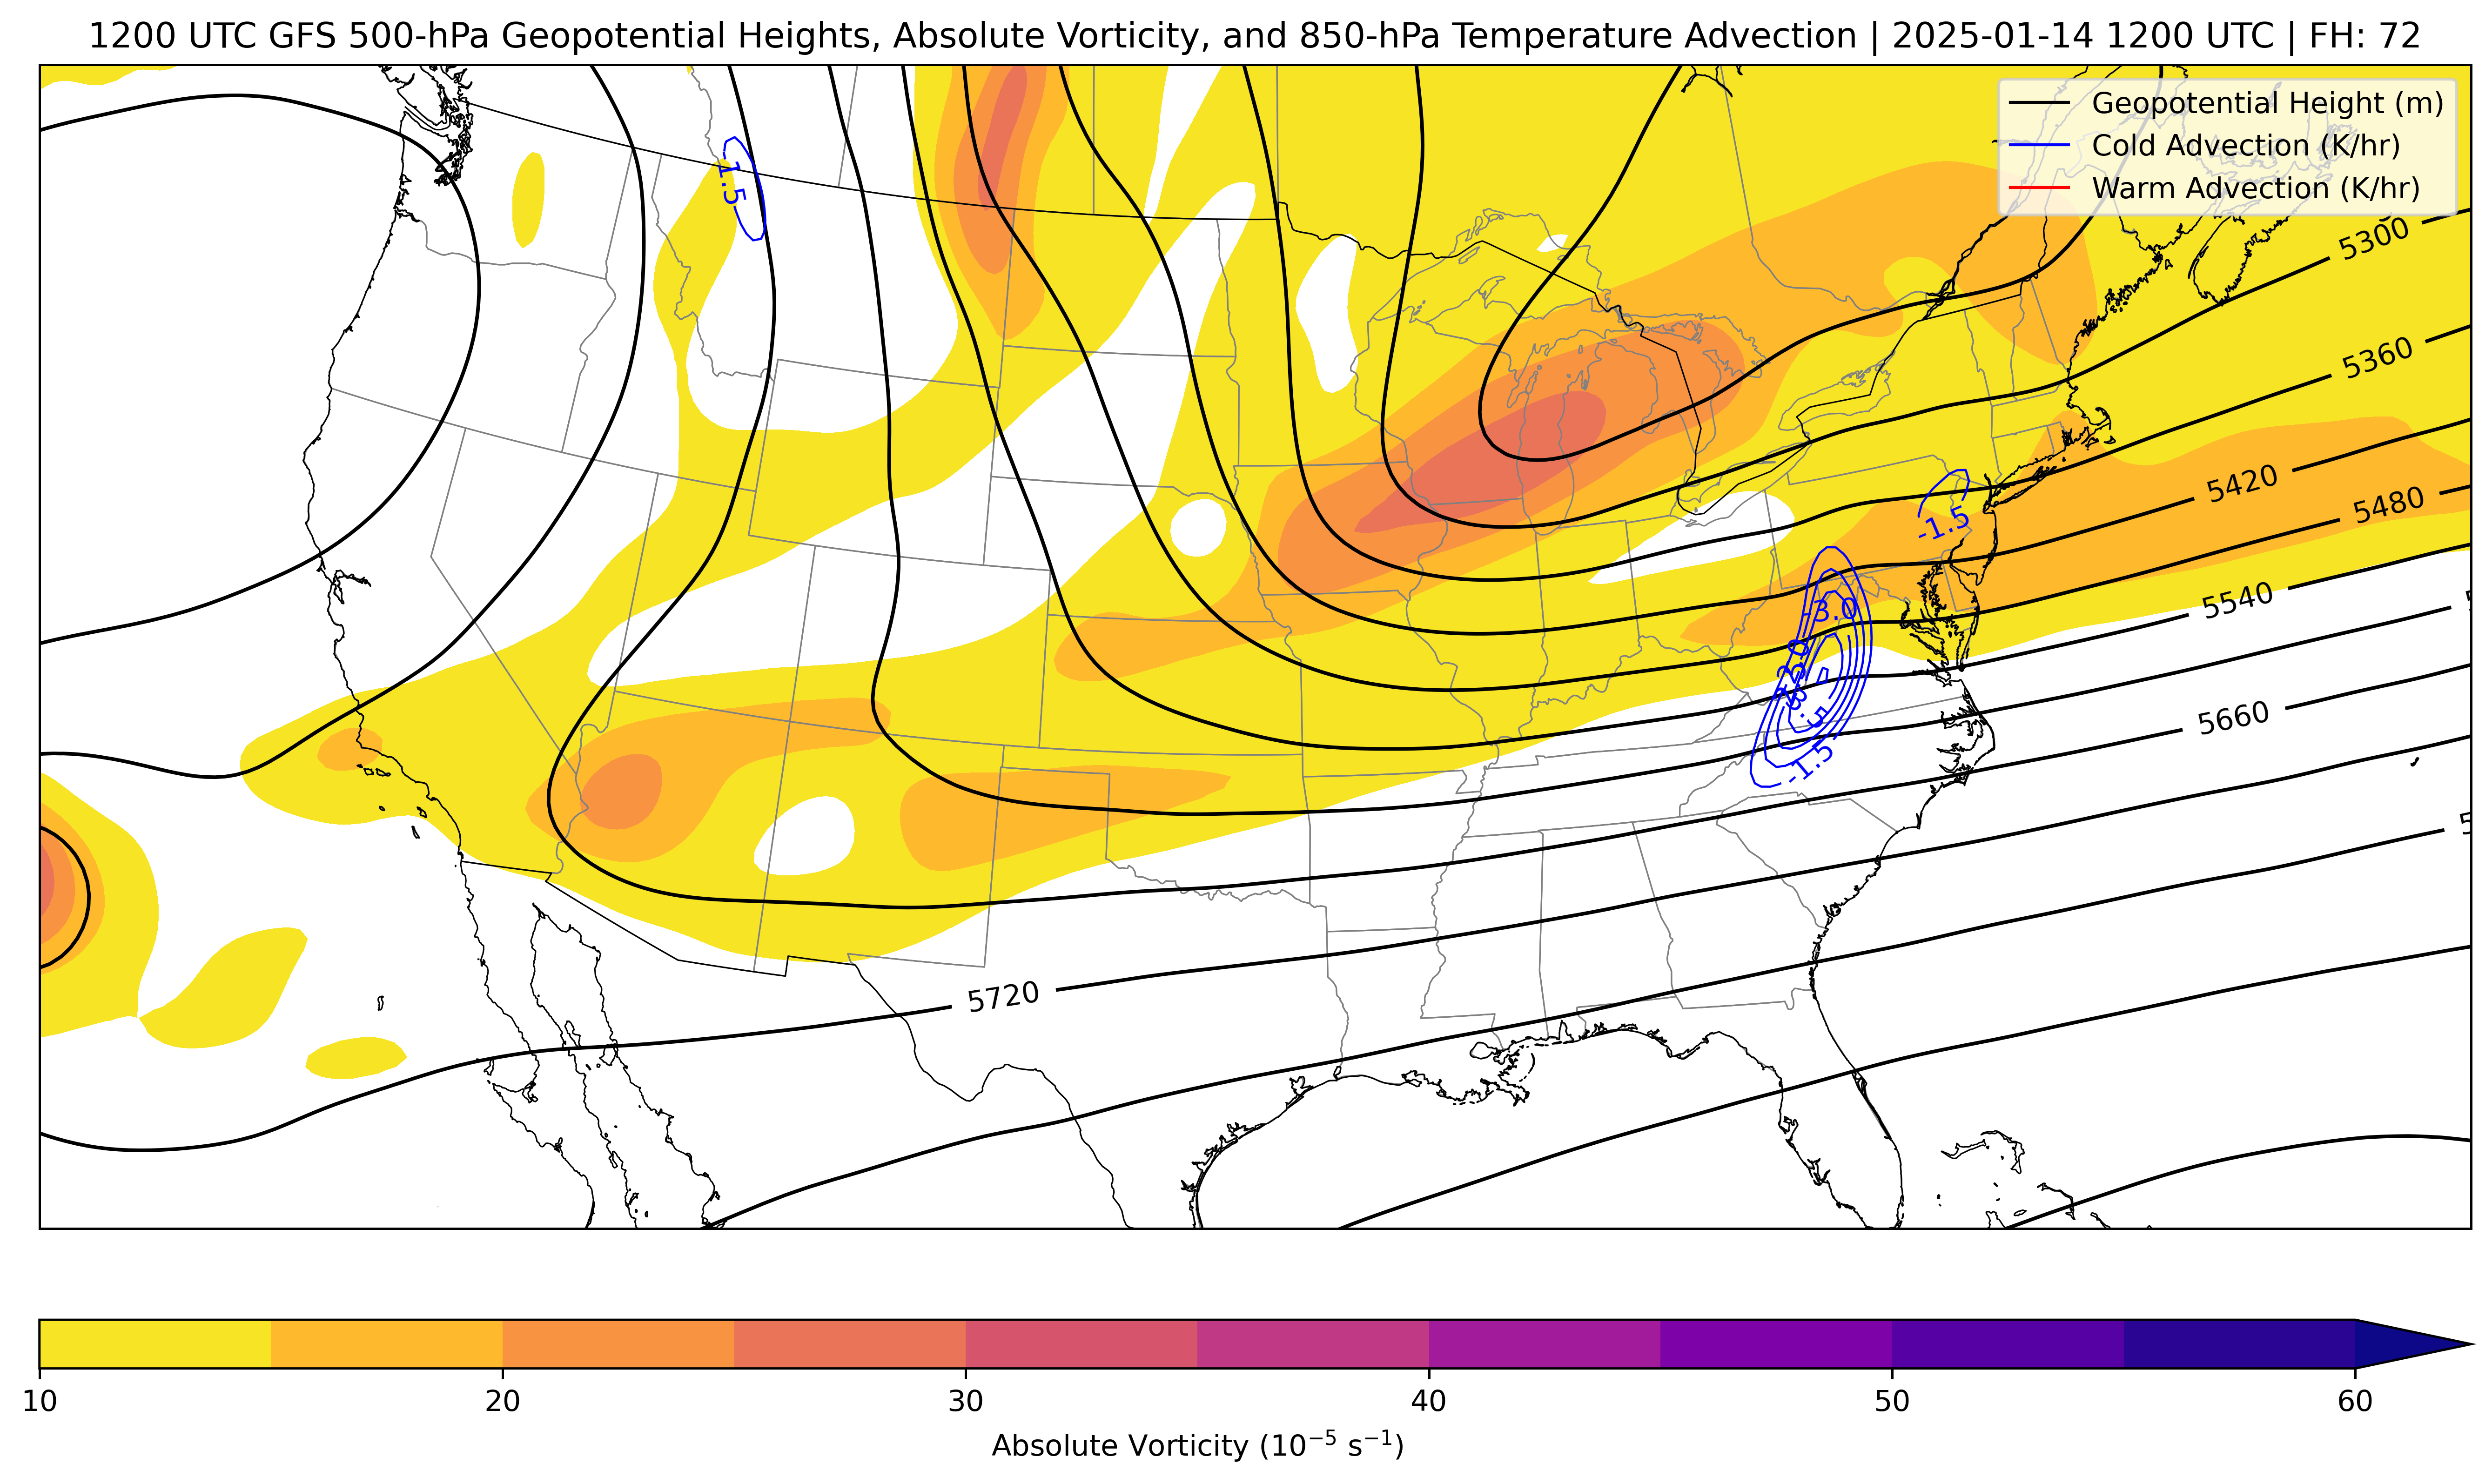 1200 UTC GFS 500-hPa Geopotential Heights, Absolute Vorticity, and 850-hPa Temperature Advection | 2025-01-14 1200 UTC | FH: 72
Geopotential Height (m)
Cold Advection (K/hr)
Warm Advection (K/hr)
-1.5
5300
5360
5420
5480
-1.5
5540
-3.0
5660
-1.5
5720
10 20 30 40 50 60
Absolute Vorticity (10⁻⁵ s⁻¹)